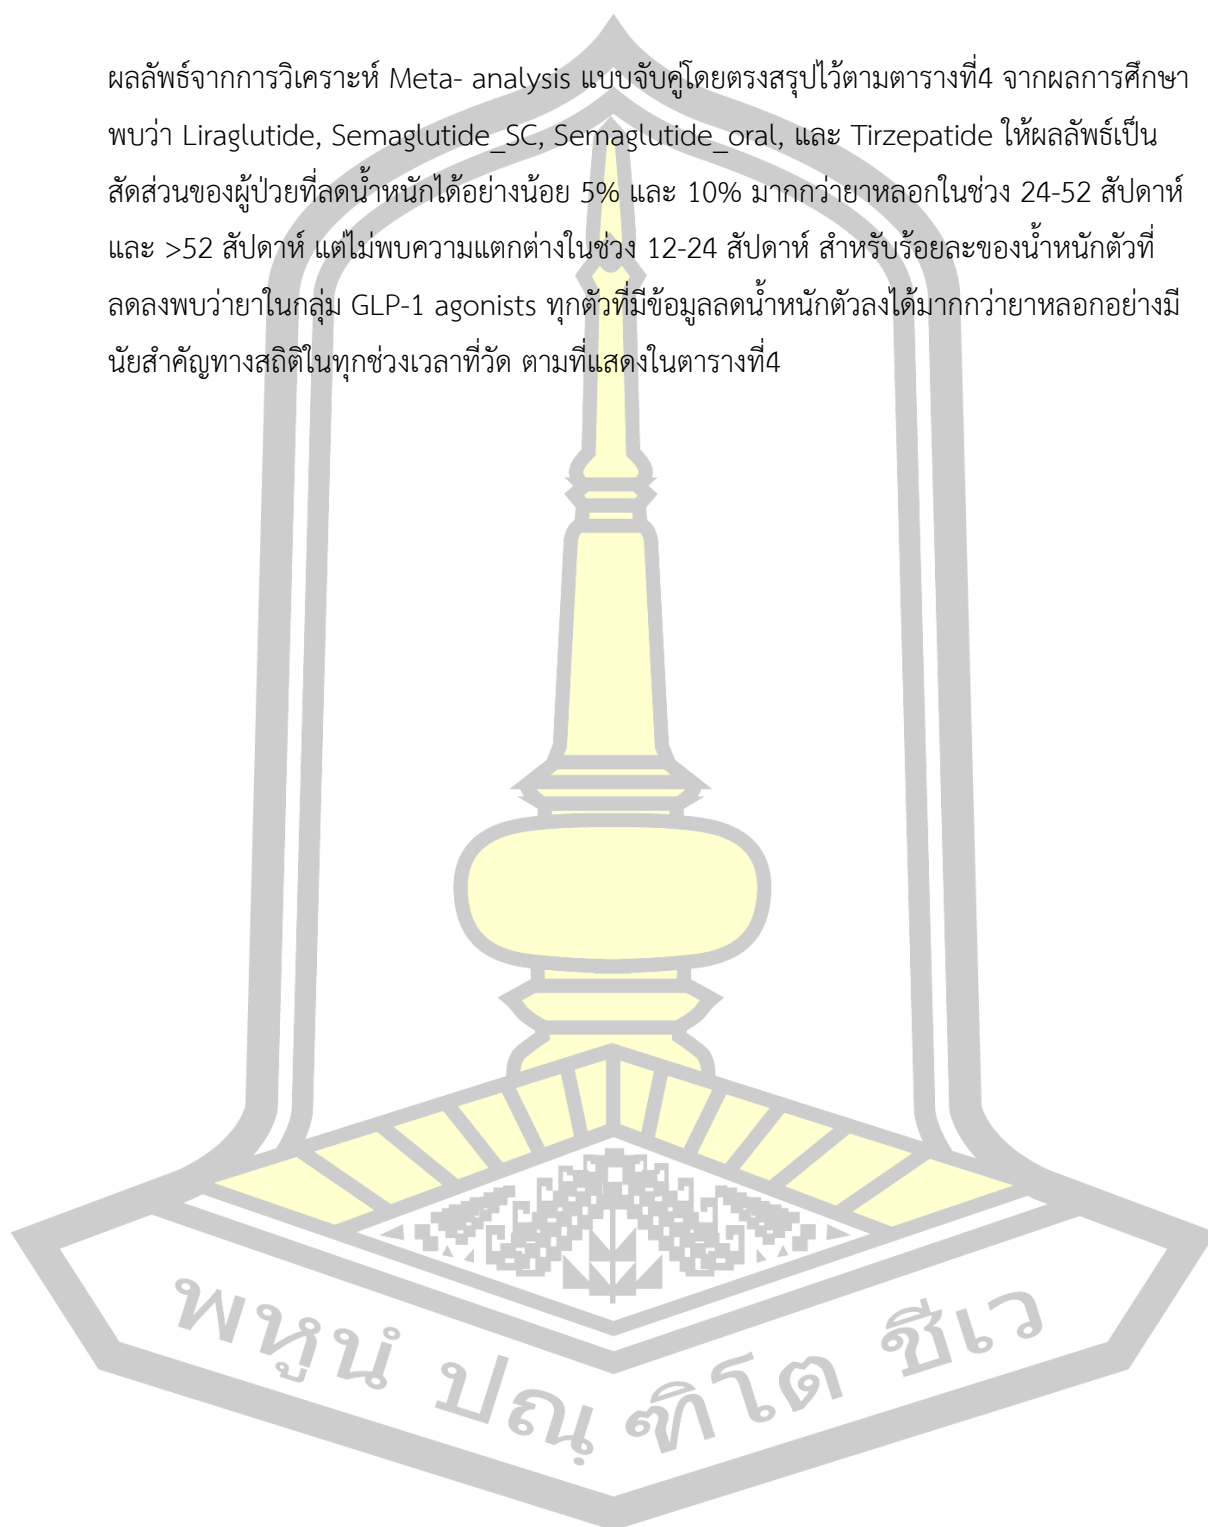 ผลลัพธ์จากการวิเคราะห์ Meta- analysis แบบจับคู่โดยตรงสรุปไว้ตามตารางที่4 จากผลการศึกษา
พบว่า Liraglutide, Semaglutide_SC, Semaglutide_oral, และ Tirzepatide ให้ผลลัพธ์เป็น
สัดส่วนของผู้ป่วยที่ลดน้ำหนักได้อย่างน้อย 5% และ 10% มากกว่ายาหลอกในช่วง 24-52 สัปดาห์
และ >52 สัปดาห์ แต่ไม่พบความแตกต่างในช่วง 12-24 สัปดาห์ สำหรับร้อยละของน้ำหนักตัวที่
ลดลงพบว่ายาในกลุ่ม GLP-1 agonists ทุกตัวที่มีข้อมูลลดน้ำหนักตัวลงได้มากกว่ายาหลอกอย่างมี
นัยสำคัญทางสถิติในทุกช่วงเวลาที่วัด ตามที่แสดงในตารางที่4
พหูนํ ปณฺฑิโต ชีเว